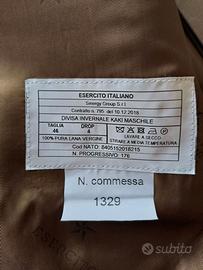 ESERCITO ITALIANO
Sinergy Group S.r.l.
Contratto n. 795 del 10.12.2018
DIVISA INVERNALE KAKI MASCHILE
TAGLIA DROP
46 4
100% PURA LANA VERGINE
LAVARE A SECCO
STIRARE A MEDIA TEMPERATURA
Cod NATO: 8405152018215
N. PROGRESSIVO: 176
N. commessa
1329
subito